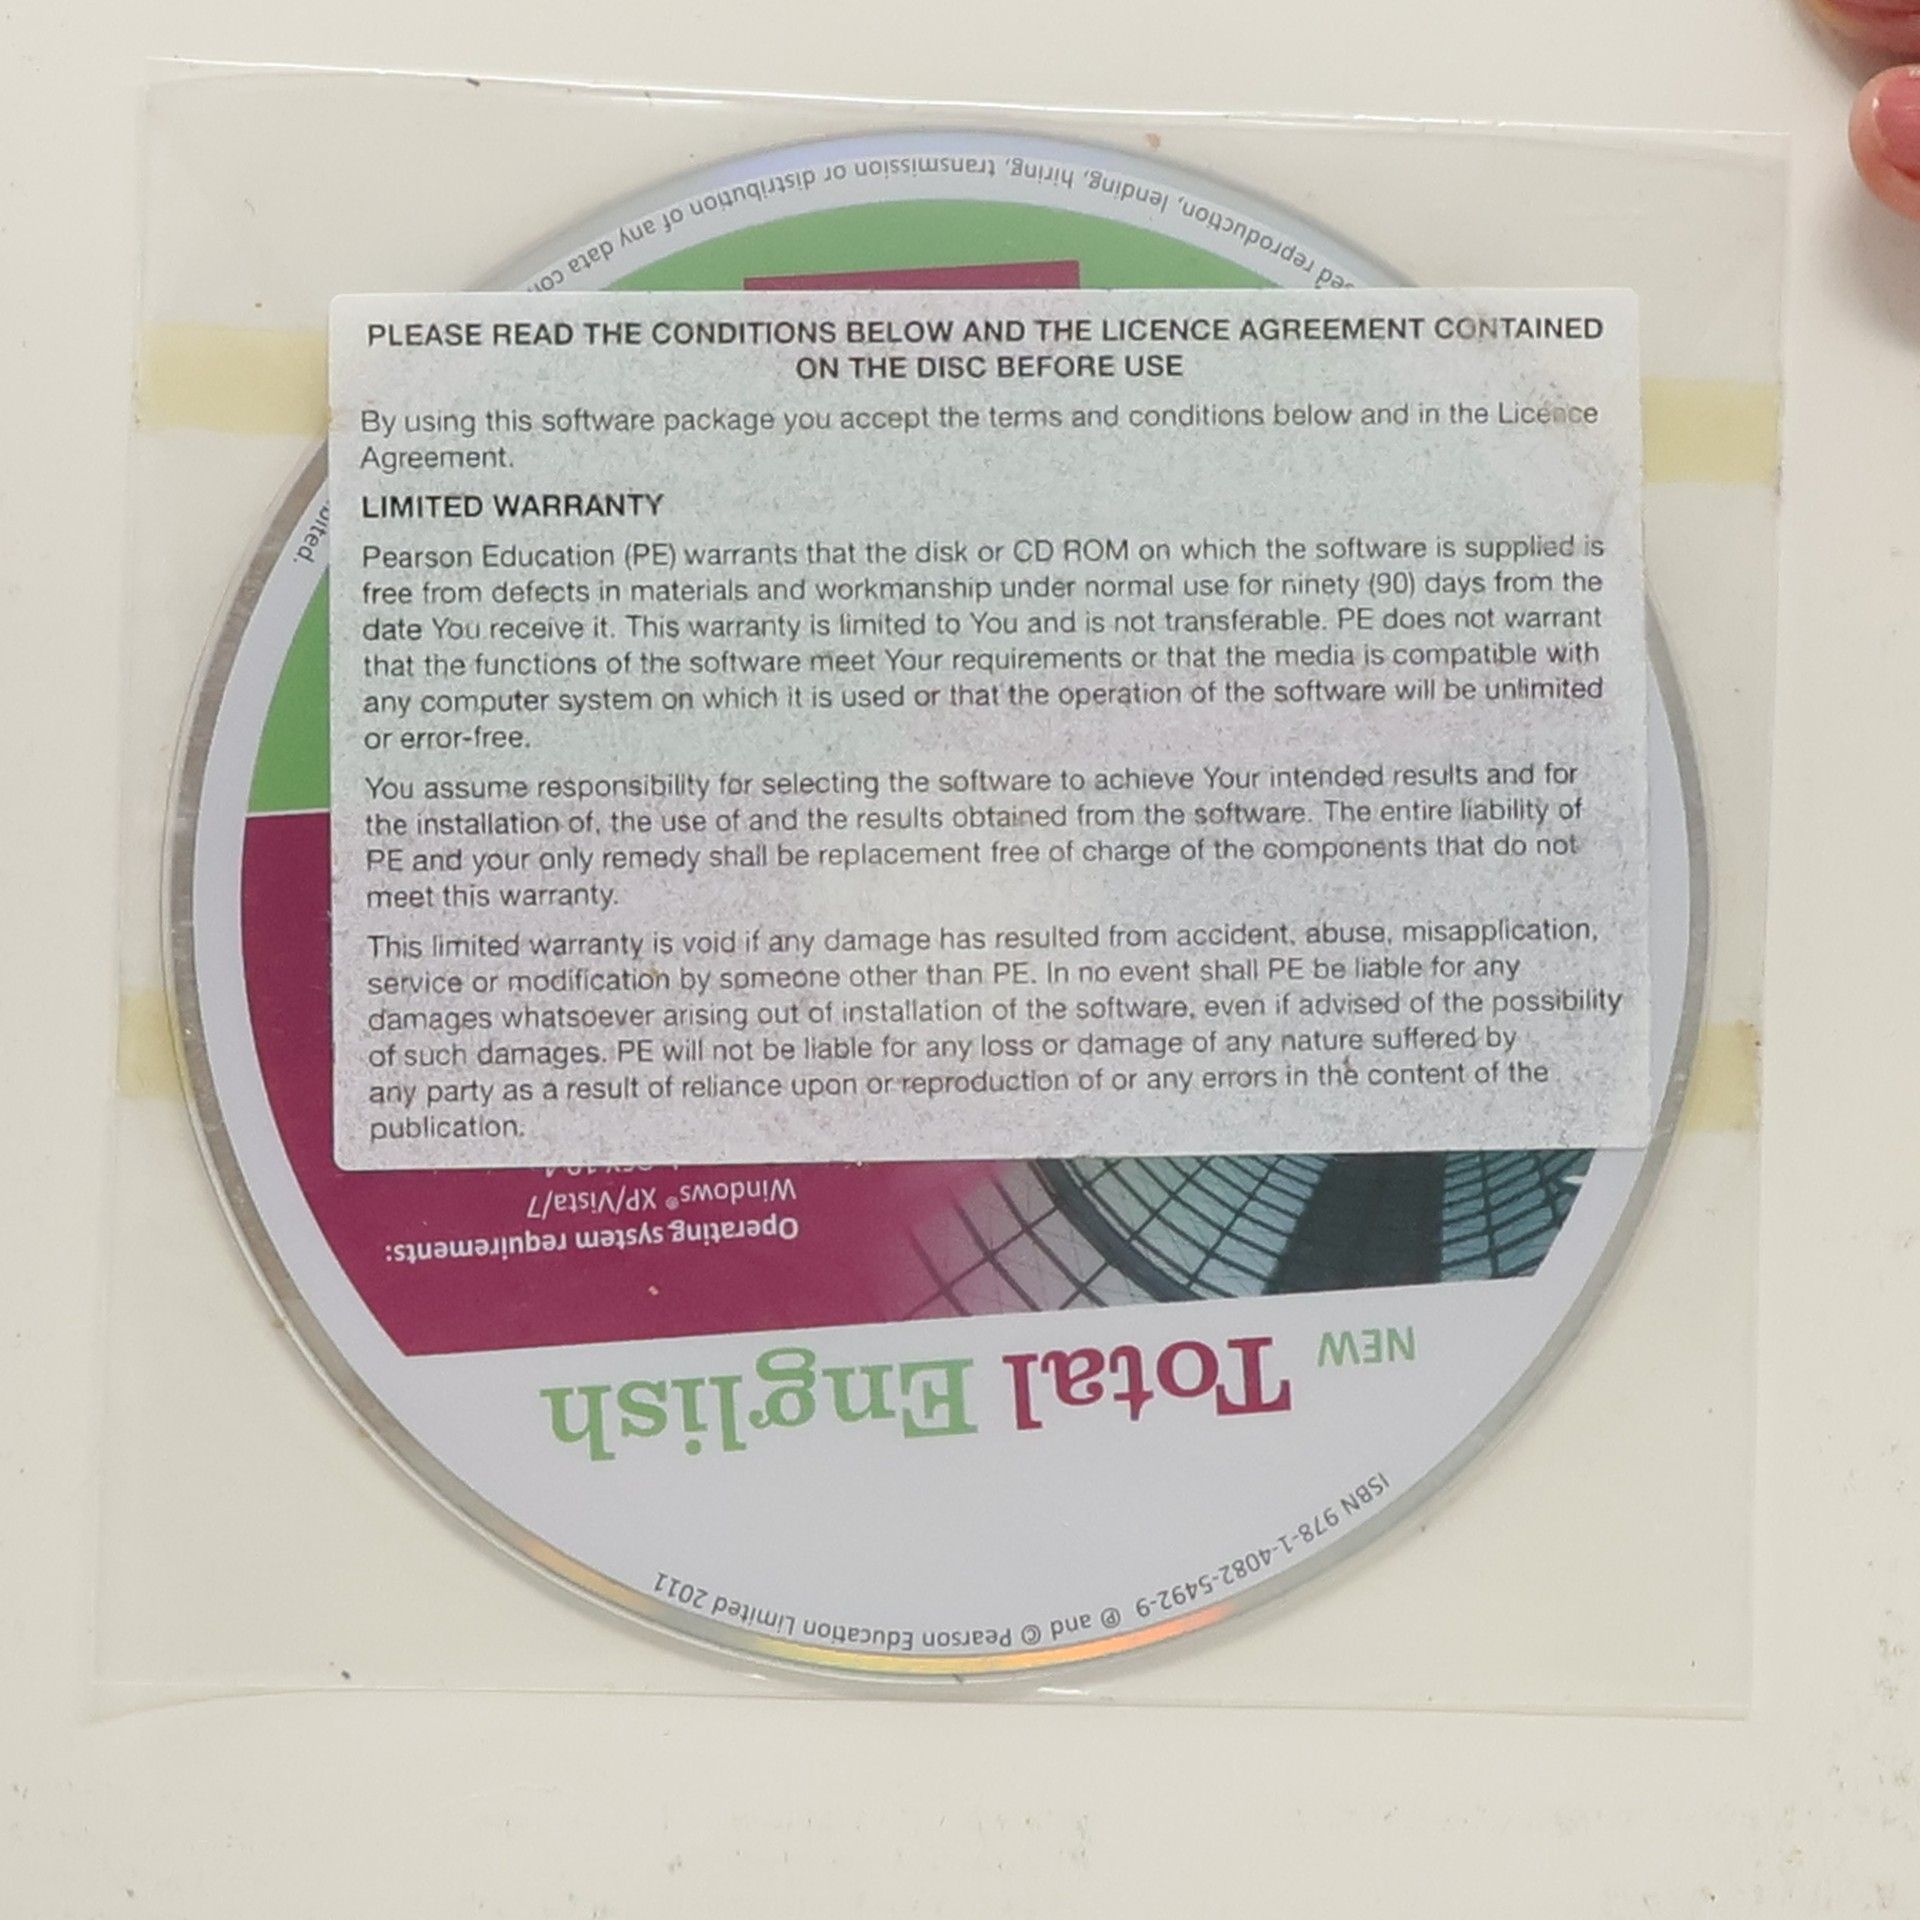 PLEASE READ THE CONDITIONS BELOW AND THE LICENCE AGREEMENT CONTAINED
ON THE DISC BEFORE USE
By using this software package you accept the terms and conditions below and in the Licence
Agreement.
LIMITED WARRANTY
Pearson Education (PE) warrants that the disk or CD ROM on which the software is supplied is
free from defects in materials and workmanship under normal use for ninety (90) days from the
date You receive it. This warranty is limited to You and is not transferable. PE does not warrant
that the functions of the software meet Your requirements or that the media is compatible with
any computer system on which it is used or that the operation of the software will be unlimited
or error-free.
You assume responsibility for selecting the software to achieve Your intended results and for
the installation of, the use of and the results obtained from the software. The entire liability of
PE and your only remedy shall be replacement free of charge of the components that do not
meet this warranty.
This limited warranty is void if any damage has resulted from accident, abuse, misapplication,
service or modification by someone other than PE. In no event shall PE be liable for any
damages whatsoever arising out of installation of the software, even if advised of the possibility
of such damages. PE will not be liable for any loss or damage of any nature suffered by
any party as a result of reliance upon or reproduction of or any errors in the content of the
publication.
ISBN 978-1-4082-5492-9 ℗ and © Pearson Education Limited 2011
NEW Total English
Operating system requirements:
Windows® XP/Vista/7
reproduction, lending, hiring, transmission or distribution of any data